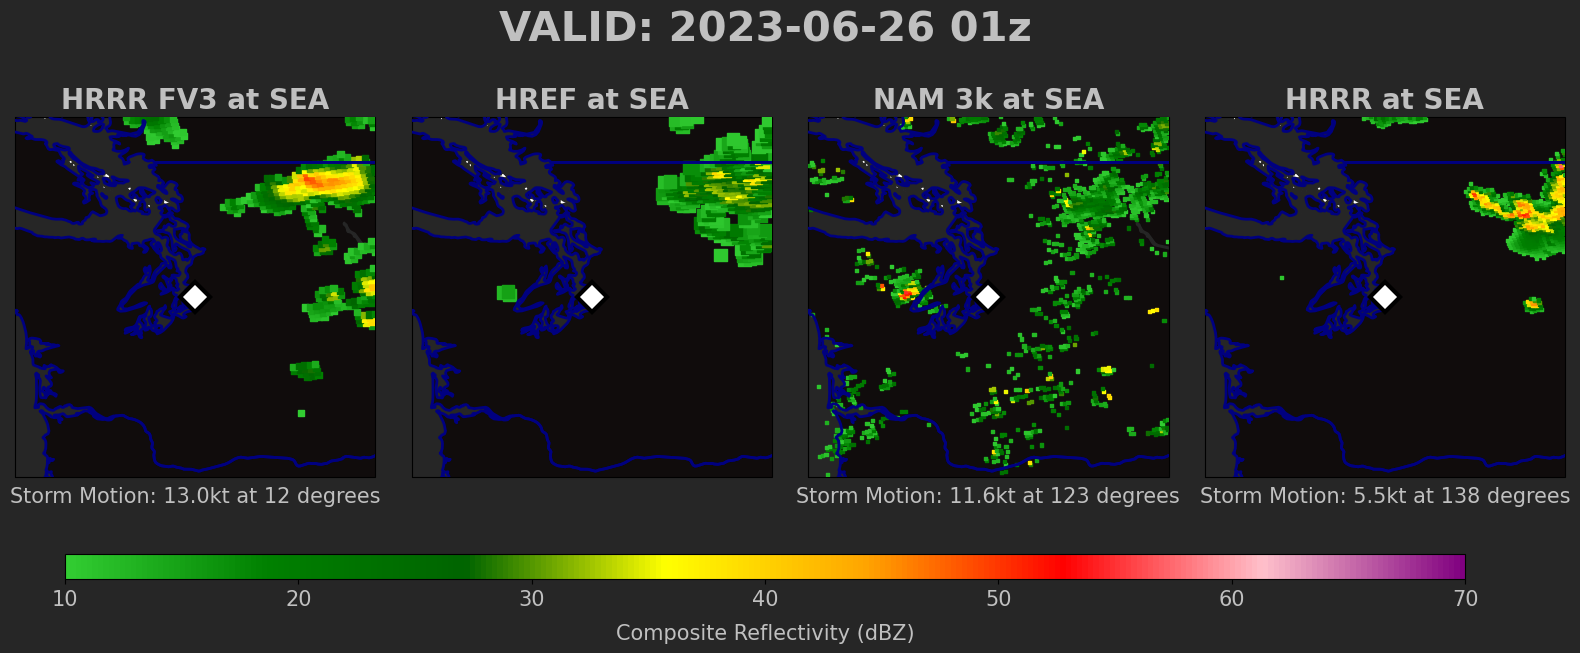 VALID: 2023-06-26 01z
HRRR FV3 at SEA
HREF at SEA
NAM 3k at SEA
HRRR at SEA
Storm Motion: 13.0kt at 12 degrees
Storm Motion: 11.6kt at 123 degrees
Storm Motion: 5.5kt at 138 degrees
10 20 30 40 50 60 70
Composite Reflectivity (dBZ)